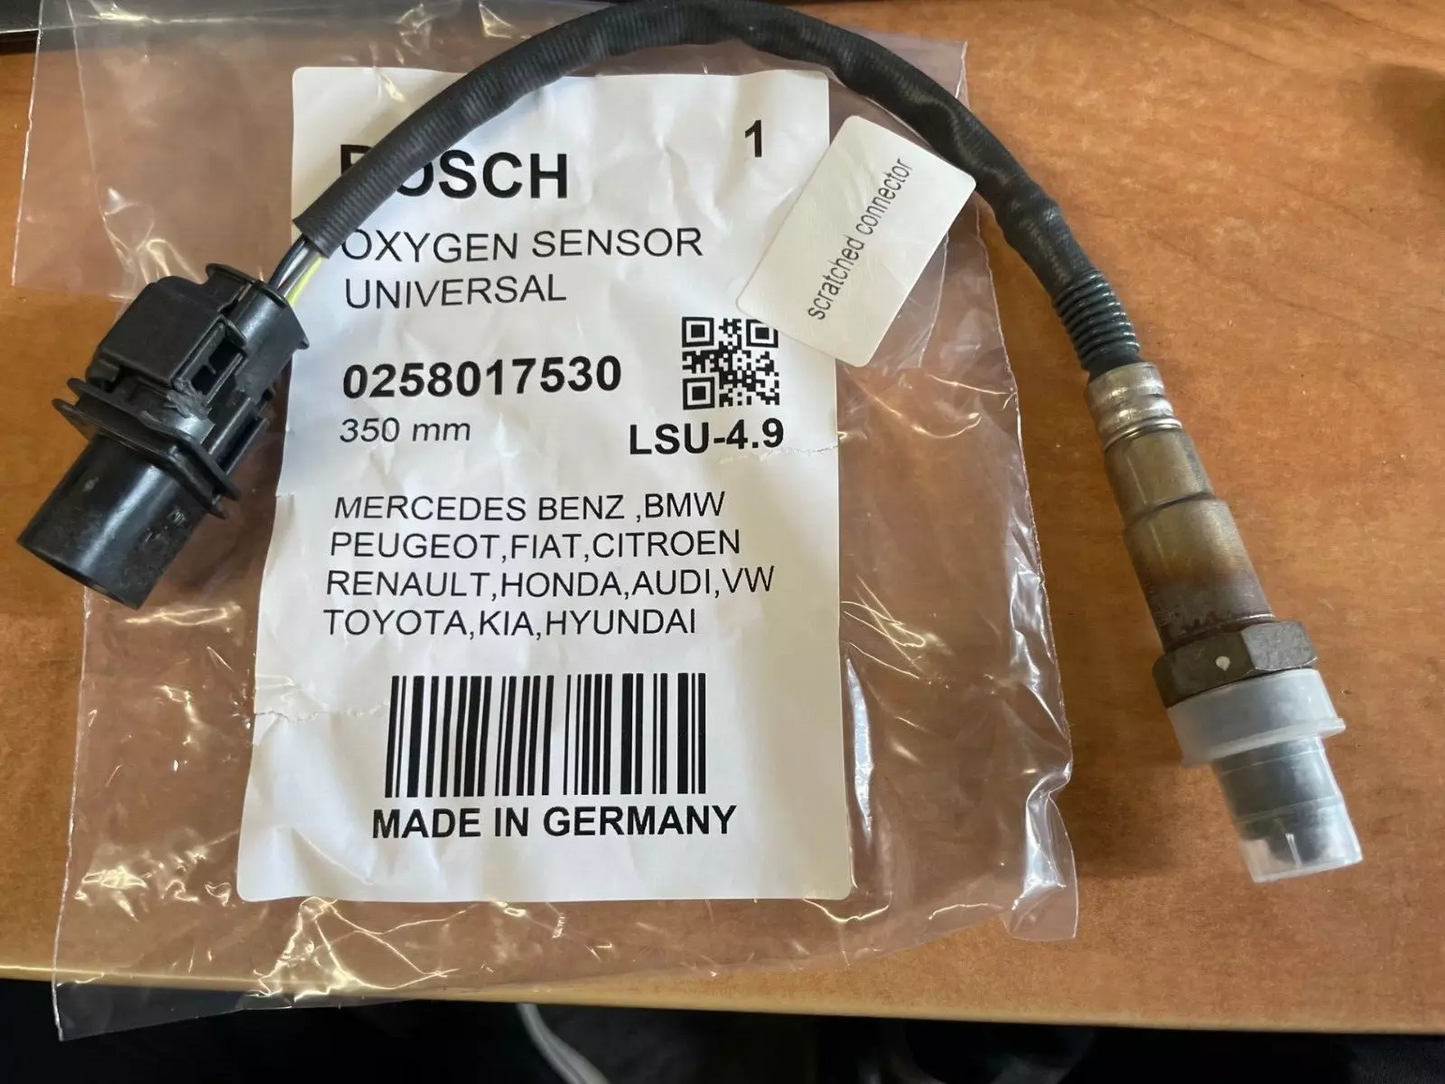 1
BOSCH
OXYGEN SENSOR
UNIVERSAL
0258017530
350 mm
LSU-4.9
MERCEDES BENZ ,BMW
PEUGEOT,FIAT,CITROEN
RENAULT,HONDA,AUDI,VW
TOYOTA,KIA,HYUNDAI
MADE IN GERMANY
scratched connector